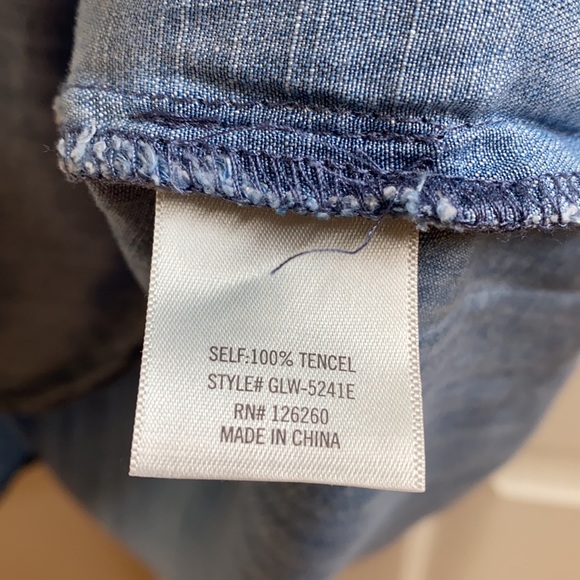 SELF:100% TENCEL
STYLE# GLW-5241E
RN# 126260
MADE IN CHINA